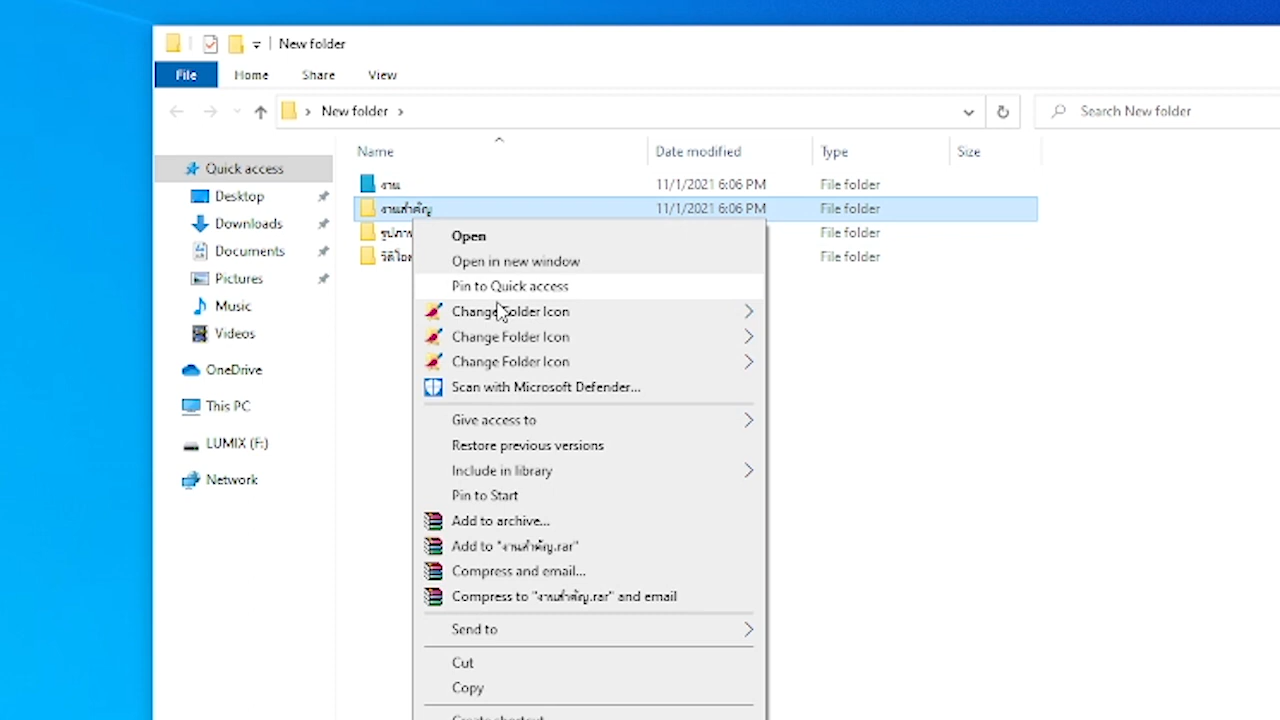 New folder
File Home Share View
New folder Search New folder
Name Date modified Type Size
Quick access
Desktop
Downloads
Documents
Pictures
Music
Videos
OneDrive
This PC
LUMIX (F:)
Network
งาน 11/1/2021 6:06 PM File folder
งานสำคัญ 11/1/2021 6:06 PM File folder
File folder
File folder
Open
Open in new window
Pin to Quick access
Change Folder Icon
Change Folder Icon
Change Folder Icon
Scan with Microsoft Defender...
Give access to
Restore previous versions
Include in library
Pin to Start
Add to archive...
Add to "งานสำคัญ.rar"
Compress and email...
Compress to "งานสำคัญ.rar" and email
Send to
Cut
Copy
Create shortcut